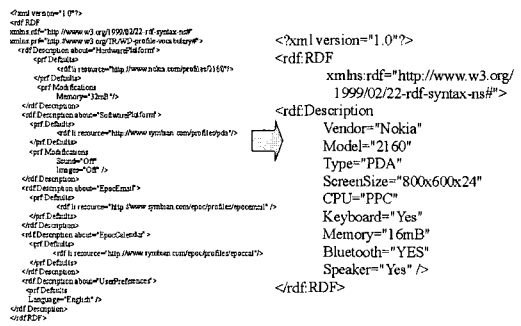 <?xml version="1.0"?>
<rdf RDF
xmlns.rdf="http://www.w3 org/1999/02/22-rdf-syntax-ns#"
xmlns prf="http://www.w3 org/TR/WD-profile-vocabulary#">
<rdf Description about="HardwarePlatform">
<prf Defaults>
<rdf li resource="http://www.nokia.com/profiles/2160"/>
</prf Defaults>
<prf Modifications
Memory="32mB"/>
</rdf Description>
<rdf Description about="SoftwarePlatform">
<prf Defaults>
<rdf li resource="http://www.symbian com/profiles/pda"/>
</prf Defaults>
<prf Modifications
Sound="Off"
Images="Off" />
</rdf Description>
<rdf Description about="EpocEmail">
<prf Defaults>
<rdf li resource="http //www symbian com/epoc/profiles/epocemail" />
</prf Defaults>
</rdf Description>
<rdf Description about="EpocCalendar">
<prf Defaults>
<rdf li resource="http //www symbian com/epoc/profiles/epoccal"/>
</prf Defaults>
</rdf Description>
<rdf Description about="UserPreferences">
<prf Defaults
Language="English" />
</rdf Description>
</rdf RDF>
<?xml version="1.0"?>
<rdf:RDF
xmlns:rdf="http://www.w3.org/
1999/02/22-rdf-syntax-ns#">
<rdf:Description
Vendor="Nokia"
Model="2160"
Type="PDA"
ScreenSize="800x600x24"
CPU="PPC"
Keyboard="Yes"
Memory="16mB"
Bluetooth="YES"
Speaker="Yes" />
</rdf:RDF>